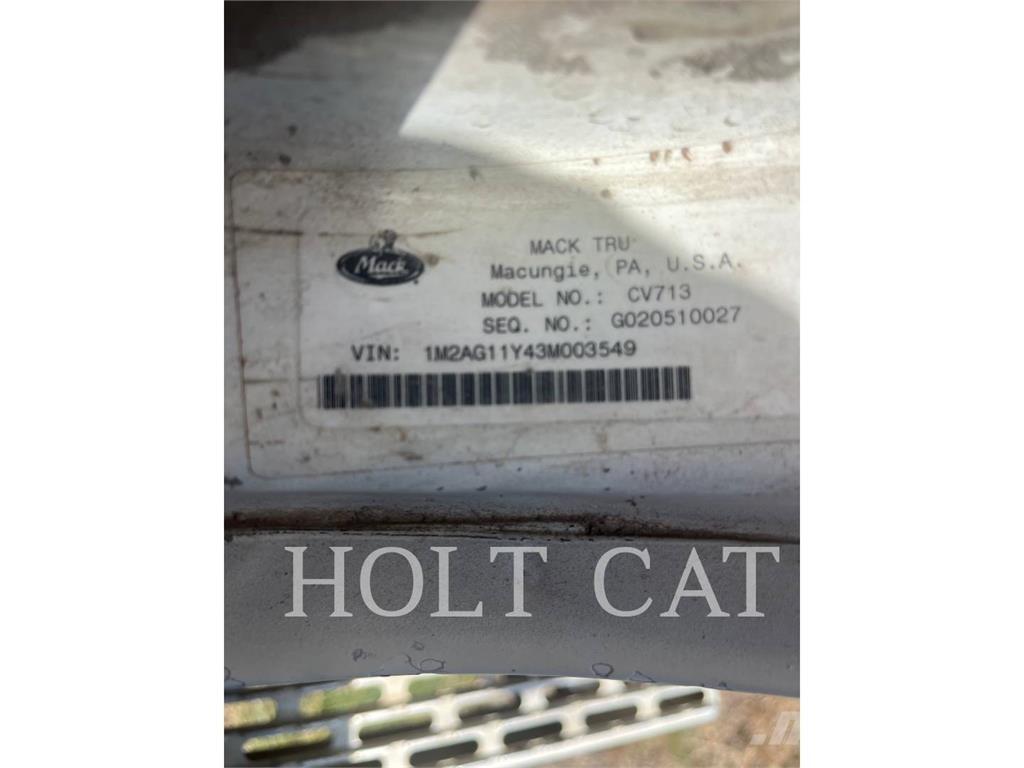 Mack
MACK TRU
Macungie, PA, U.S.A.
MODEL NO.: CV713
SEQ. NO.: G020510027
VIN: 1M2AG11Y43M003549
HOLT CAT